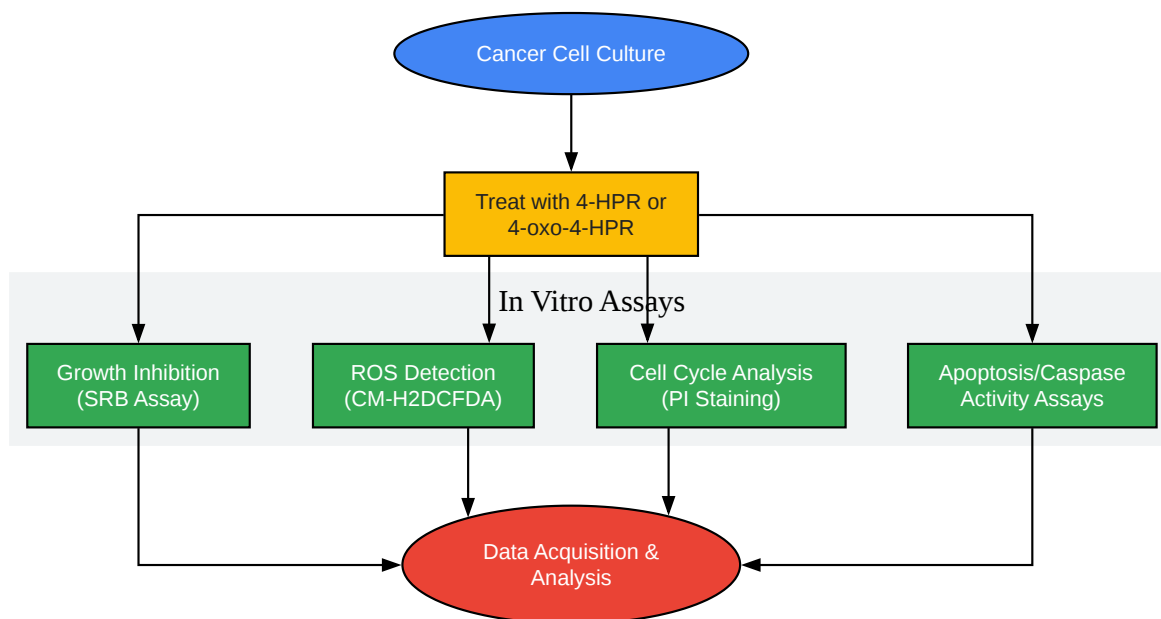 Cancer Cell Culture
Treat with 4-HPR or
4-oxo-4-HPR
In Vitro Assays
Growth Inhibition
(SRB Assay)
ROS Detection
(CM-H2DCFDA)
Cell Cycle Analysis
(PI Staining)
Apoptosis/Caspase
Activity Assays
Data Acquisition &
Analysis